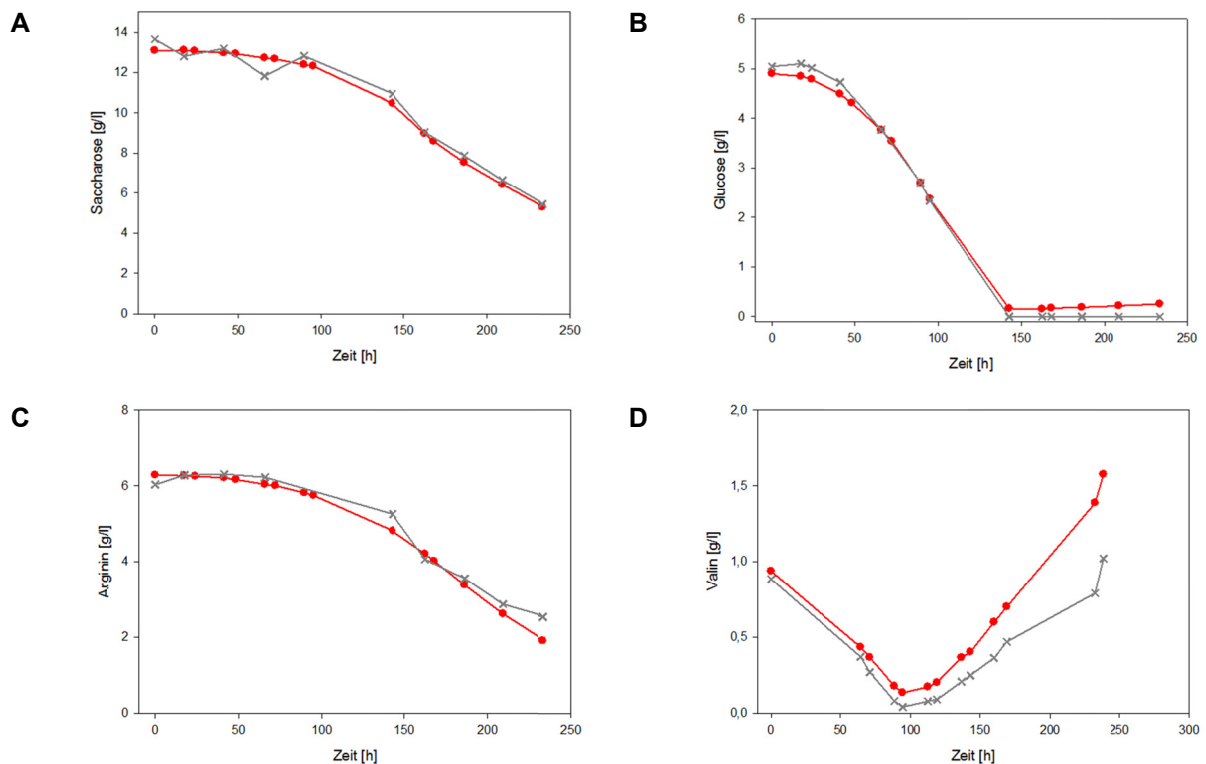 A
Saccharose [g/l]
14
12
10
8
6
4
2
0
0 50 100 150 200 250
Zeit [h]
B
Glucose [g/l]
6
5
4
3
2
1
0
0 50 100 150 200 250
Zeit [h]
C
Arginin [g/l]
8
6
4
2
0
0 50 100 150 200 250
Zeit [h]
D
Valin [g/l]
2,0
1,5
1,0
0,5
0,0
0 50 100 150 200 250 300
Zeit [h]